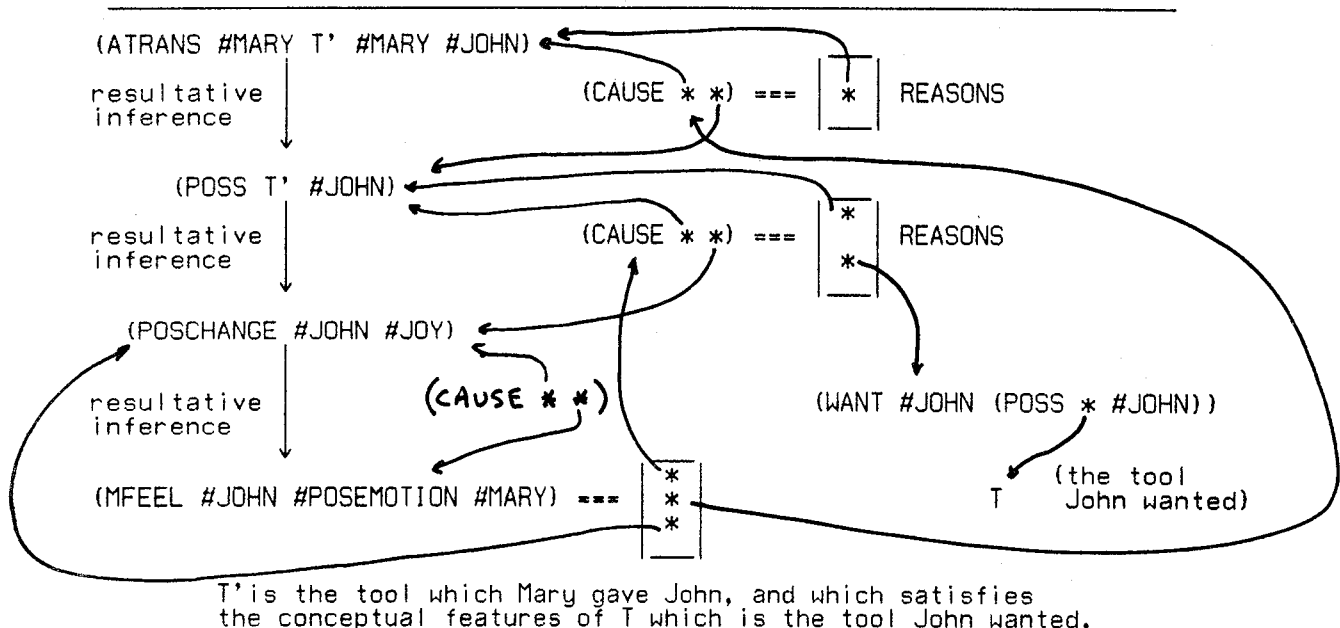 (ATRANS #MARY T' #MARY #JOHN)
resultative
inference
(CAUSE * *) === * REASONS
(POSS T' #JOHN)
*
resultative
inference
(CAUSE * *) === REASONS
*
(POSCHANGE #JOHN #JOY)
resultative
inference
(CAUSE * *)
(WANT #JOHN (POSS * #JOHN))
*
(MFEEL #JOHN #POSEMOTION #MARY) === *
*
T
(the tool
John wanted)
T' is the tool which Mary gave John, and which satisfies
the conceptual features of T which is the tool John wanted.